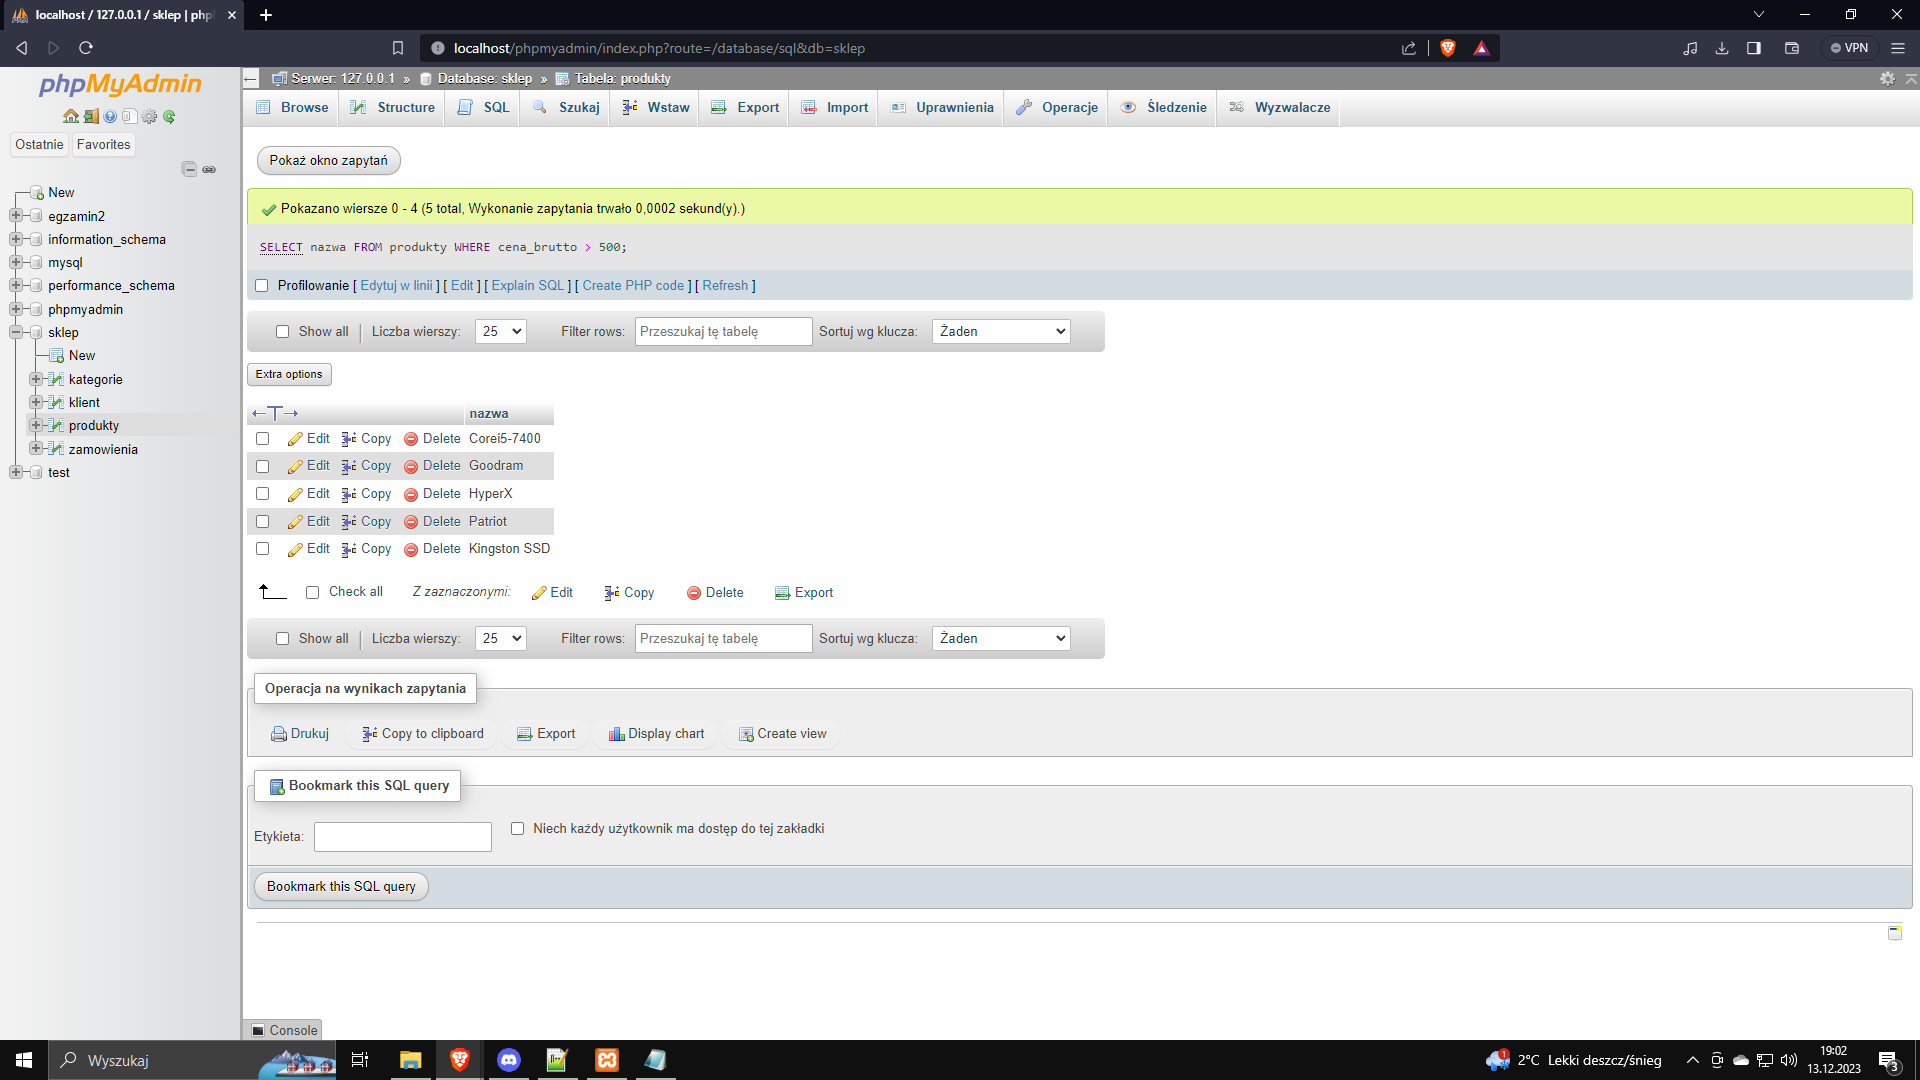 localhost / 127.0.0.1 / sklep | php
localhost/phpmyadmin/index.php?route=/database/sql&db=sklep
VPN
phpMyAdmin
Ostatnie Favorites
New
egzamin2
information_schema
mysql
performance_schema
phpmyadmin
sklep
New
kategorie
klient
produkty
zamowienia
test
Serwer: 127.0.0.1 » Database: sklep » Tabela: produkty
Browse Structure SQL Szukaj Wstaw Export Import Uprawnienia Operacje Śledzenie Wyzwalacze
Pokaż okno zapytań
Pokazano wiersze 0 - 4 (5 total, Wykonanie zapytania trwało 0,0002 sekund(y).)
SELECT nazwa FROM produkty WHERE cena_brutto > 500;
Profilowanie [ Edytuj w linii ] [ Edit ] [ Explain SQL ] [ Create PHP code ] [ Refresh ]
Show all Liczba wierszy: 25 Filter rows: Przeszukaj tę tabelę Sortuj wg klucza: Żaden
Extra options
nazwa
Edit Copy Delete Corei5-7400
Edit Copy Delete Goodram
Edit Copy Delete HyperX
Edit Copy Delete Patriot
Edit Copy Delete Kingston SSD
Check all Z zaznaczonymi: Edit Copy Delete Export
Show all Liczba wierszy: 25 Filter rows: Przeszukaj tę tabelę Sortuj wg klucza: Żaden
Operacja na wynikach zapytania
Drukuj Copy to clipboard Export Display chart Create view
Bookmark this SQL query
Etykieta: Niech każdy użytkownik ma dostęp do tej zakładki
Bookmark this SQL query
Console
Wyszukaj
1
2°C Lekki deszcz/śnieg
19:02
13.12.2023
3